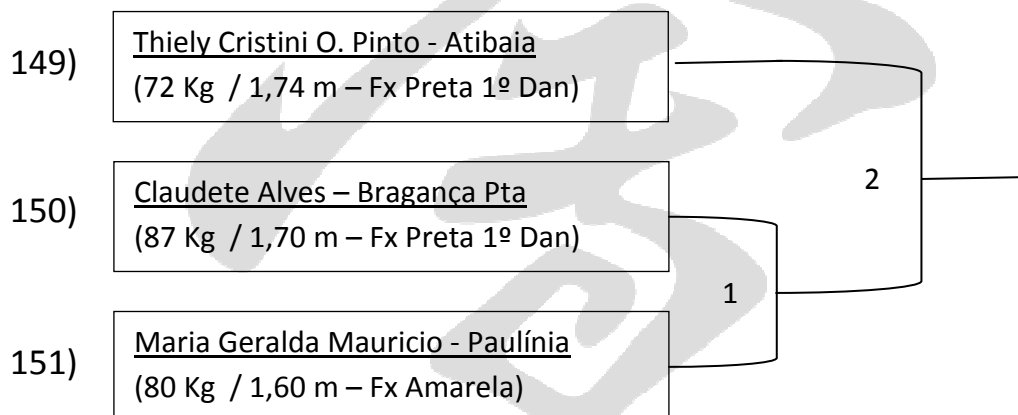 149)
Thiely Cristini O. Pinto - Atibaia
(72 Kg / 1,74 m – Fx Preta 1º Dan)
150)
Claudete Alves – Bragança Pta
(87 Kg / 1,70 m – Fx Preta 1º Dan)
2
1
151)
Maria Geralda Mauricio - Paulínia
(80 Kg / 1,60 m – Fx Amarela)